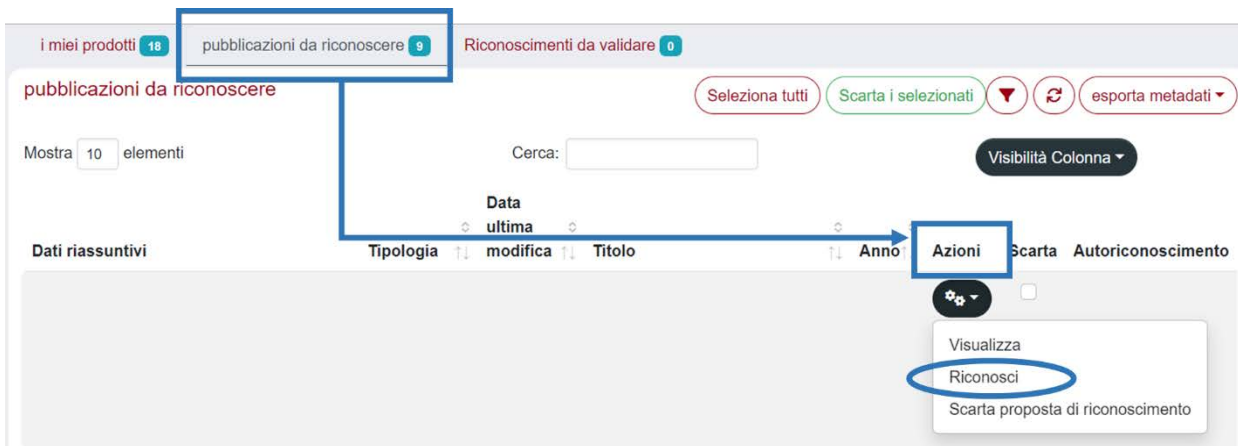 i miei prodotti 18 pubblicazioni da riconoscere 9 Riconoscimenti da validare 0
pubblicazioni da riconoscere Seleziona tutti Scarta i selezionati esporta metadati
Mostra 10 elementi Cerca: Visibilità Colonna
Data
ultima
Dati riassuntivi Tipologia modifica Titolo Anno Azioni Scarta Autoriconoscimento
Visualizza
Riconosci
Scarta proposta di riconoscimento